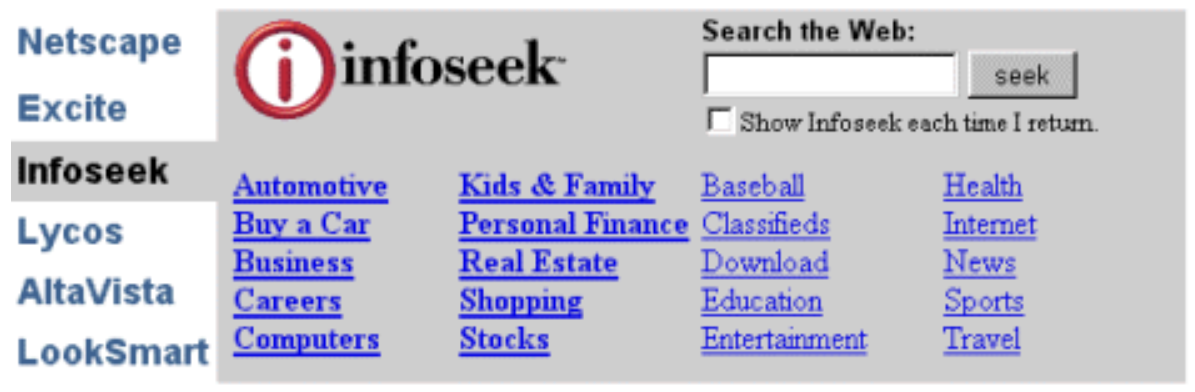 Netscape
Excite
Infoseek
Lycos
AltaVista
LookSmart
infoseek™
Search the Web:
seek
Show Infoseek each time I return.
Automotive
Buy a Car
Business
Careers
Computers
Kids & Family
Personal Finance
Real Estate
Shopping
Stocks
Baseball
Classifieds
Download
Education
Entertainment
Health
Internet
News
Sports
Travel